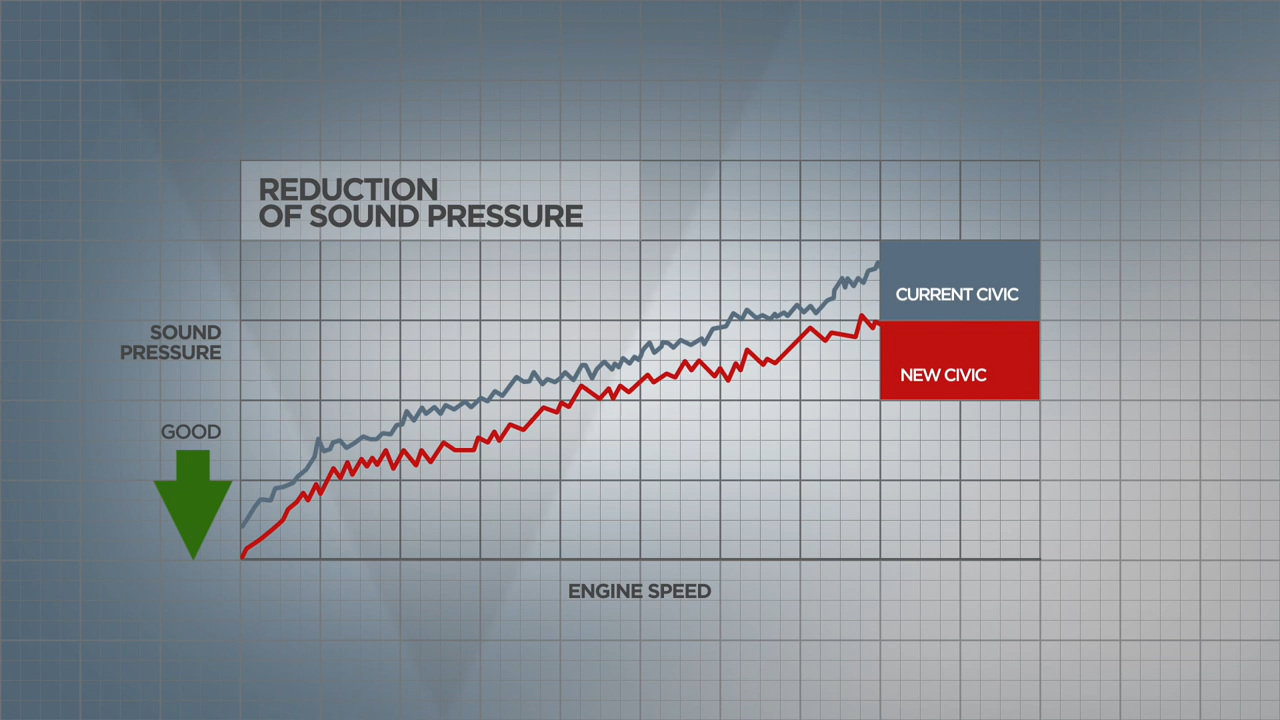 REDUCTION
OF SOUND PRESSURE
CURRENT CIVIC
SOUND
PRESSURE
NEW CIVIC
GOOD
ENGINE SPEED